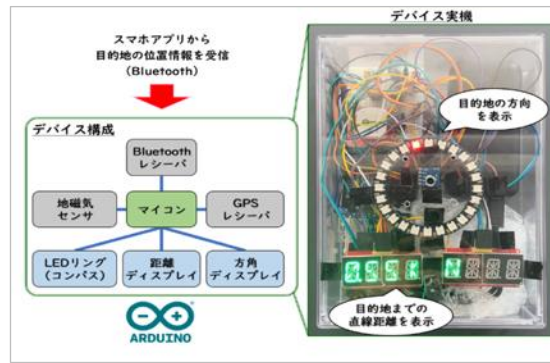 スマホアプリから
目的地の位置情報を受信
(Bluetooth)
デバイス構成
Bluetooth
レシーバ
地磁気
センサ
マイコン
GPS
レシーバ
LEDリング
(コンパス)
距離
ディスプレイ
方角
ディスプレイ
ARDUINO
デバイス実機
目的地の方向
を表示
目的地までの
直線距離を表示